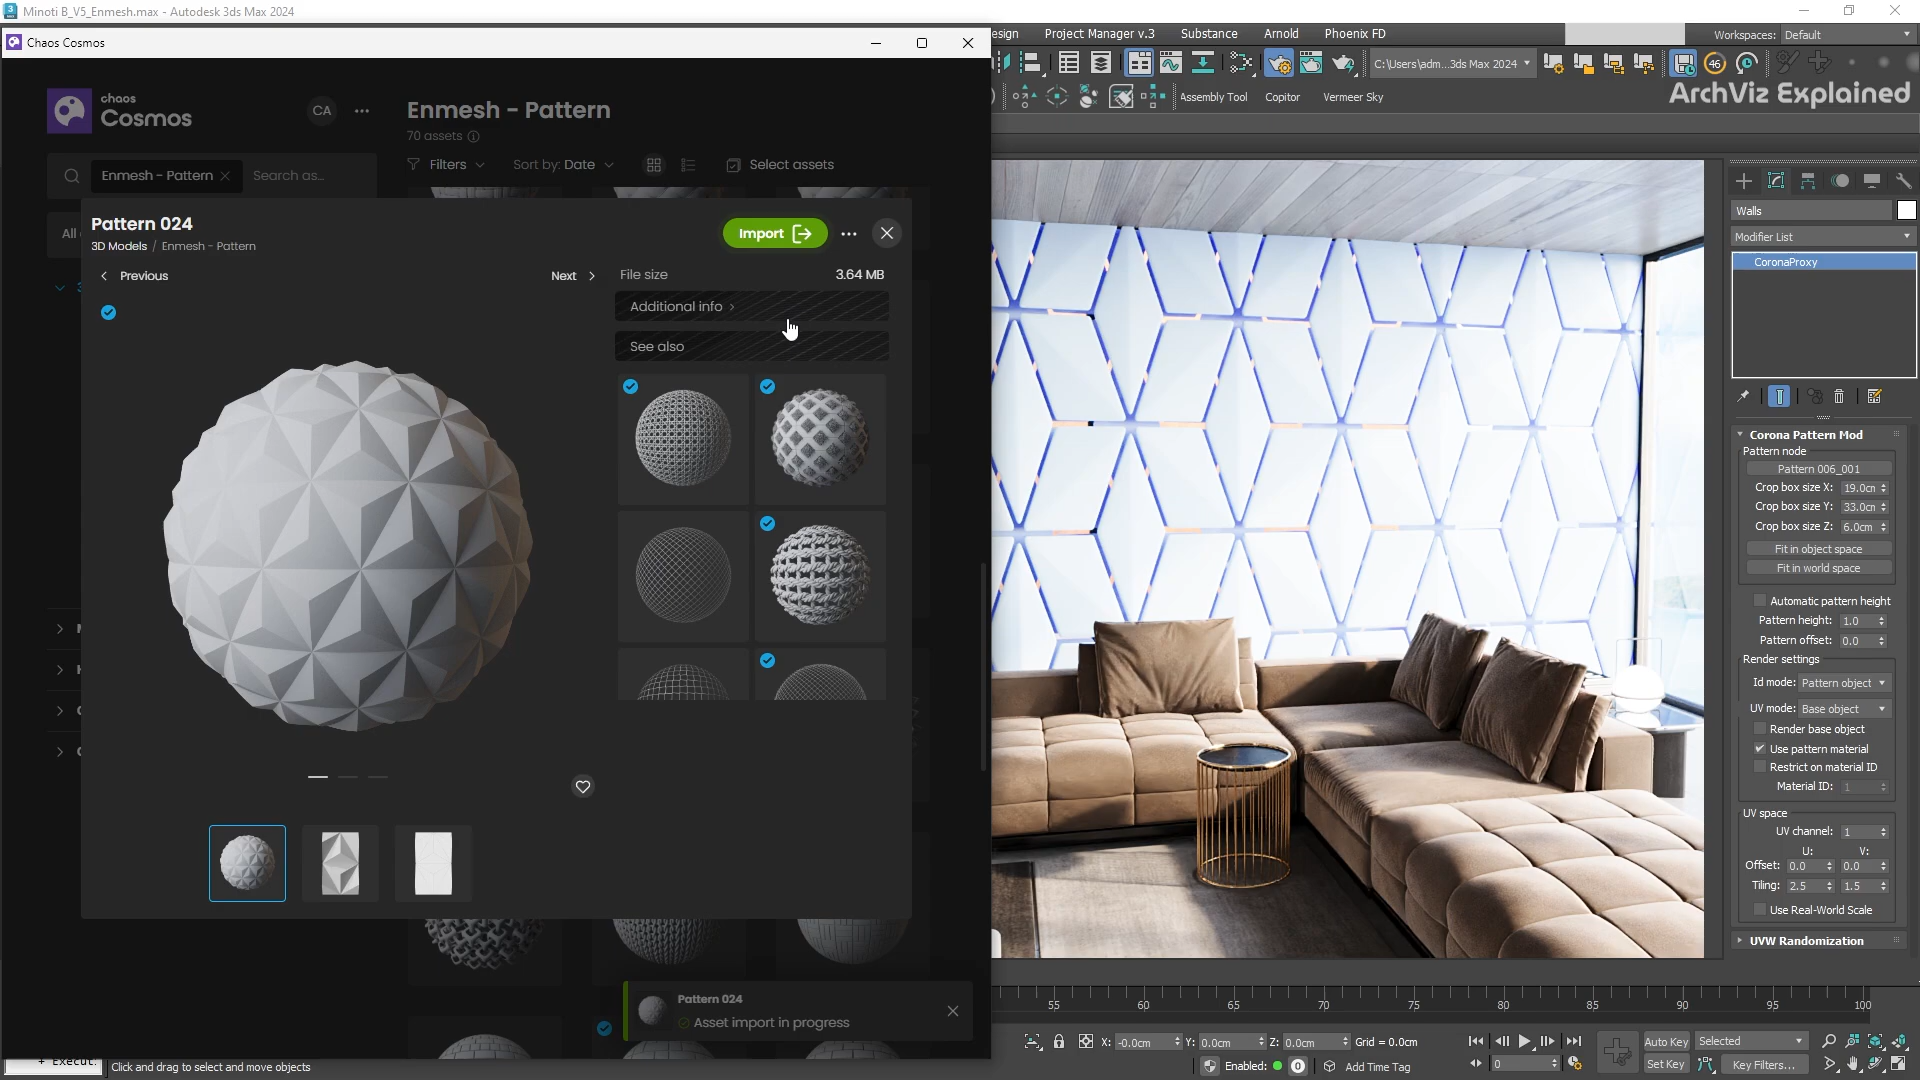 Minoti B_V5_Enmesh.max - Autodesk 3ds Max 2024
Chaos Cosmos
esign
Project Manager v.3
Substance
Arnold
Phoenix FD
Workspaces: Default
C:\Users\adm...3ds Max 2024
46
ArchViz Explained
Assembly Tool
Copitor
Vermeer Sky
chaos
Cosmos
CA
Enmesh - Pattern
70 assets
Filters
Sort by: Date
Select assets
Enmesh - Pattern
Search as...
All
Pattern 024
3D Models / Enmesh - Pattern
Import
Previous
Next
File size
3.64 MB
Additional info
See also
Pattern 024
Asset import in progress
Walls
Modifier List
CoronaProxy
Corona Pattern Mod
Pattern node
Pattern 006_001
Crop box size X: 19.0cm
Crop box size Y: 33.0cm
Crop box size Z: 6.0cm
Fit in object space
Fit in world space
Automatic pattern height
Pattern height: 1.0
Pattern offset: 0.0
Render settings
Id mode: Pattern object
UV mode: Base object
Render base object
Use pattern material
Restrict on material ID
Material ID: 1
UV space
UV channel: 1
U: V:
Offset: 0.0 0.0
Tiling: 2.5 1.5
Use Real-World Scale
UVW Randomization
55 60 65 70 75 80 85 90 95 100
X: -0.0cm Y: 0.0cm Z: 0.0cm Grid = 0.0cm
Auto Key
Selected
Enabled:
0
Add Time Tag
0
Set Key
Key Filters...
Click and drag to select and move objects